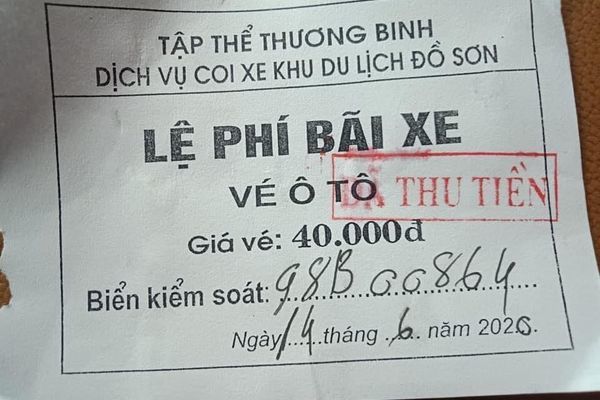 TẬP THỂ THƯƠNG BINH
DỊCH VỤ COI XE KHU DU LỊCH ĐỒ SƠN
LỆ PHÍ BÃI XE
VÉ Ô TÔ
ĐÃ THU TIỀN
Giá vé: 40.000đ
Biển kiểm soát: 98B 00864
Ngày 14 tháng 6 năm 2020.